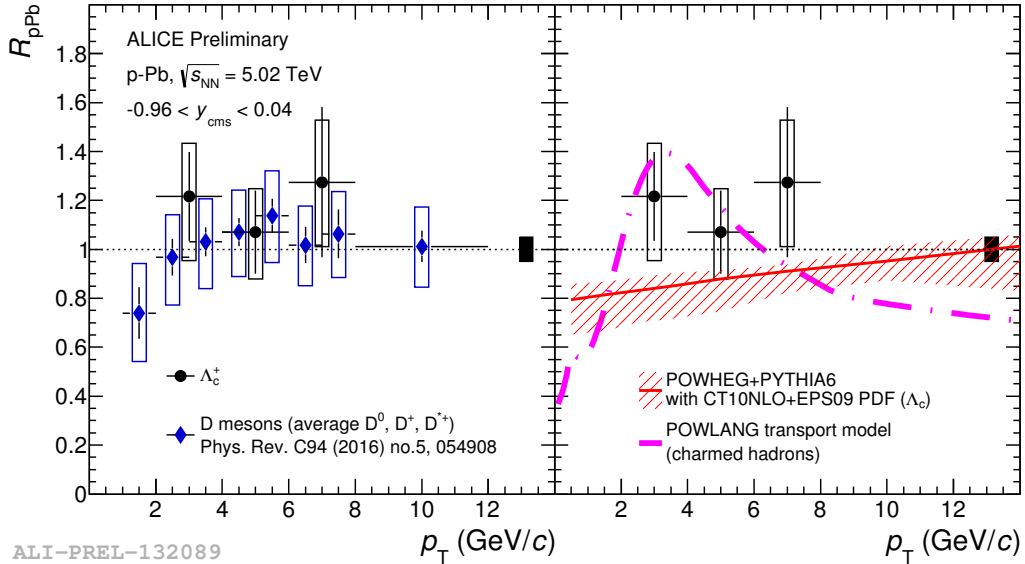 R_pPb
1.8
1.6
1.4
1.2
1
0.8
0.6
0.4
0.2
0
ALICE Preliminary
p-Pb, √s_NN = 5.02 TeV
-0.96 < y_cms < 0.04
Λ_c^+
D mesons (average D^0, D^+, D^*+)
Phys. Rev. C94 (2016) no.5, 054908
2 4 6 8 10 12
p_T (GeV/c)
POWHEG+PYTHIA6
with CT10NLO+EPS09 PDF (Λ_c)
POWLANG transport model
(charmed hadrons)
2 4 6 8 10 12
p_T (GeV/c)
ALI-PREL-132089